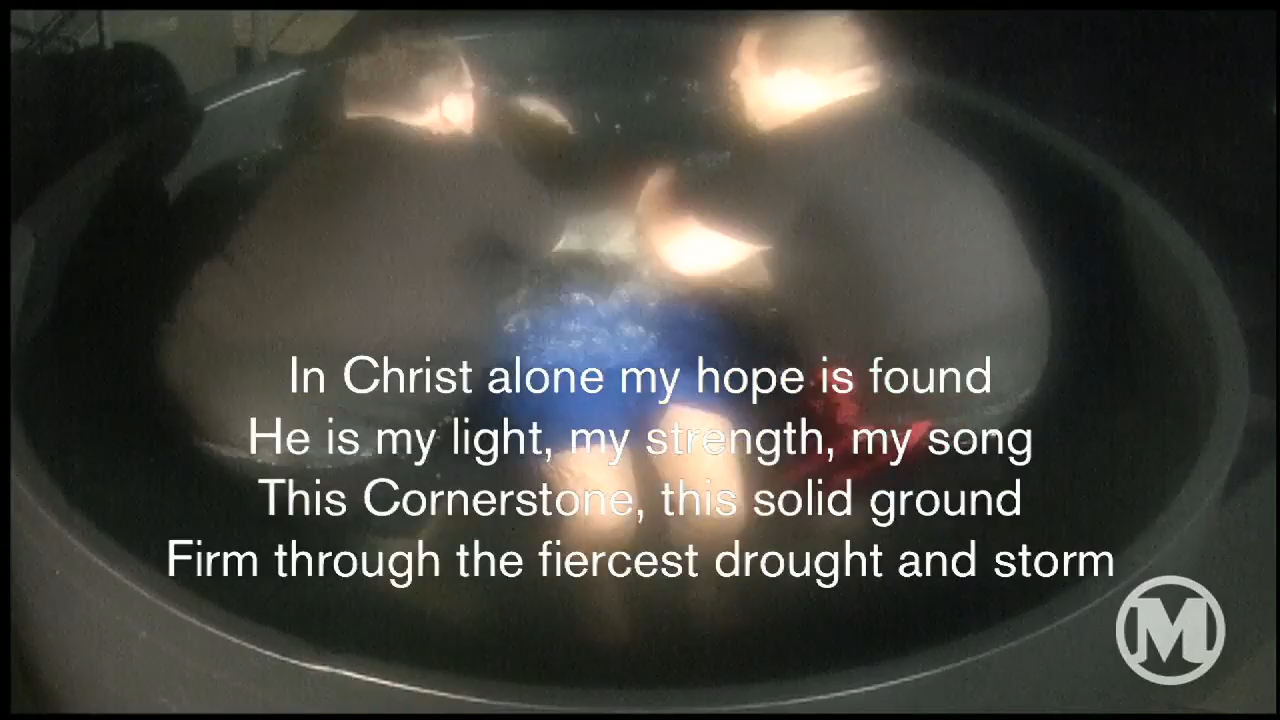 In Christ alone my hope is found
He is my light, my strength, my song
This Cornerstone, this solid ground
Firm through the fiercest drought and storm
M